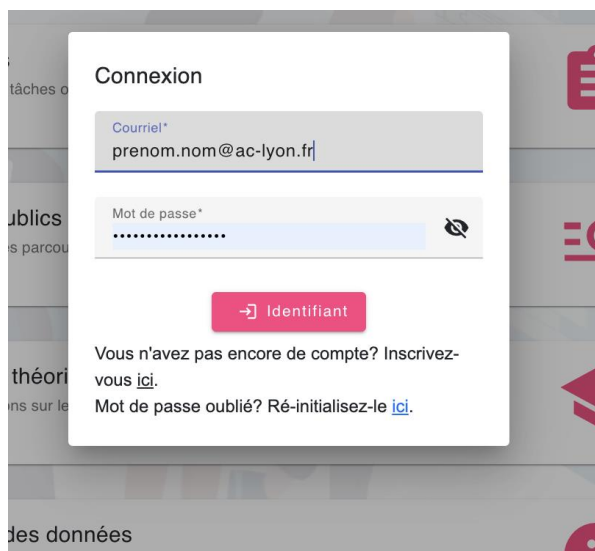 Connexion
tâches o
Courriel*
prenom.nom@ac-lyon.fr
ublics
s parcou
Mot de passe*
•••••••••••••••••
Identifiant
Vous n'avez pas encore de compte? Inscrivez-
vous ici.
théori
ons sur le
Mot de passe oublié? Ré-initialisez-le ici.
des données